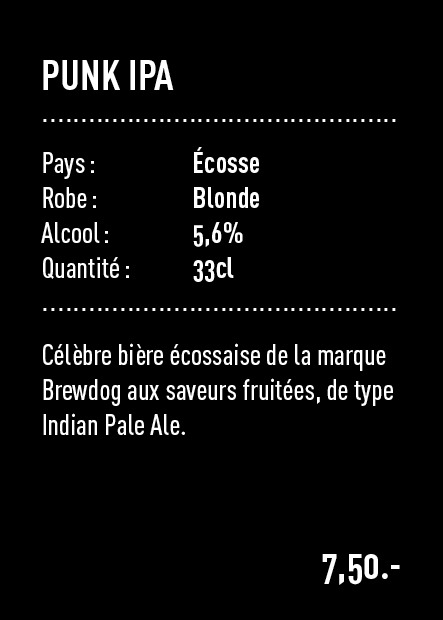 PUNK IPA
Pays : Écosse
Robe : Blonde
Alcool : 5,6%
Quantité : 33cl
Célèbre bière écossaise de la marque
Brewdog aux saveurs fruitées, de type
Indian Pale Ale.
7,50.-